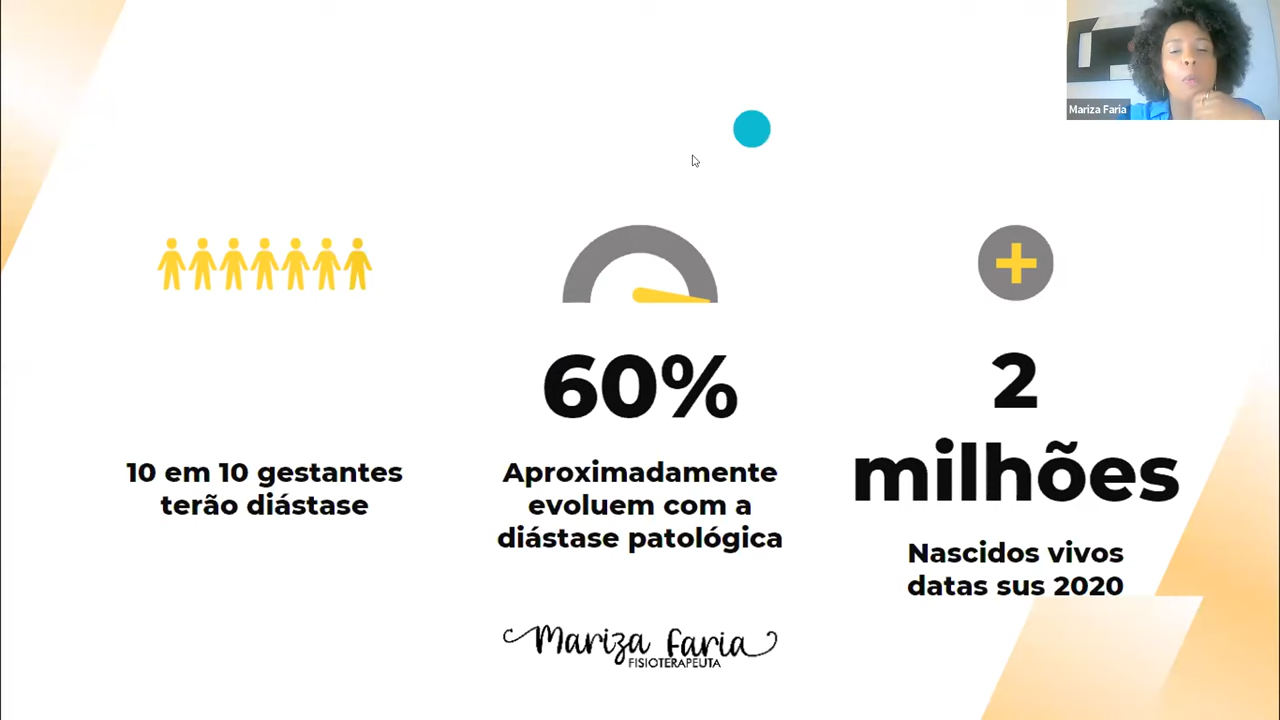 Mariza Faria
10 em 10 gestantes
terão diástase
60%
Aproximadamente
evoluem com a
diástase patológica
2
milhões
Nascidos vivos
datas sus 2020
Mariza Faria
FISIOTERAPEUTA